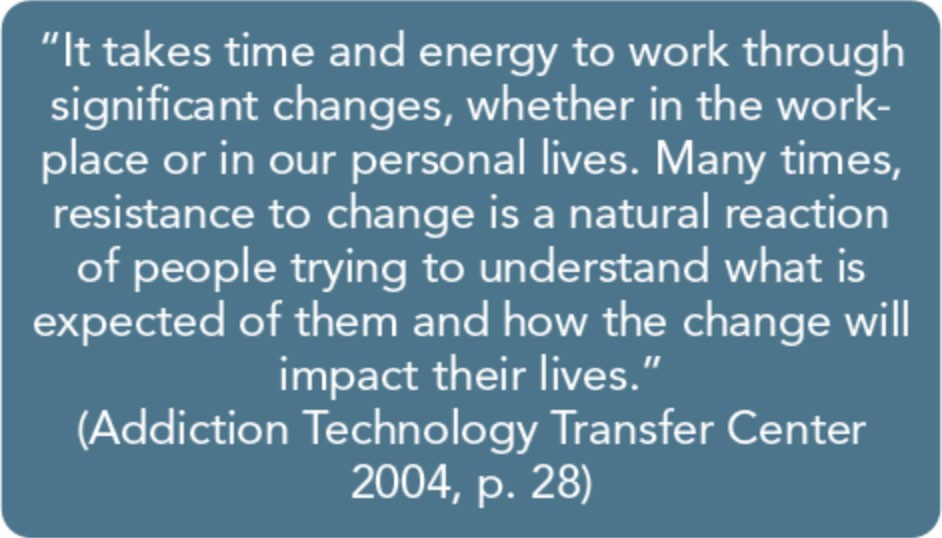 “It takes time and energy to work through
significant changes, whether in the work-
place or in our personal lives. Many times,
resistance to change is a natural reaction
of people trying to understand what is
expected of them and how the change will
impact their lives.”
(Addiction Technology Transfer Center
2004, p. 28)